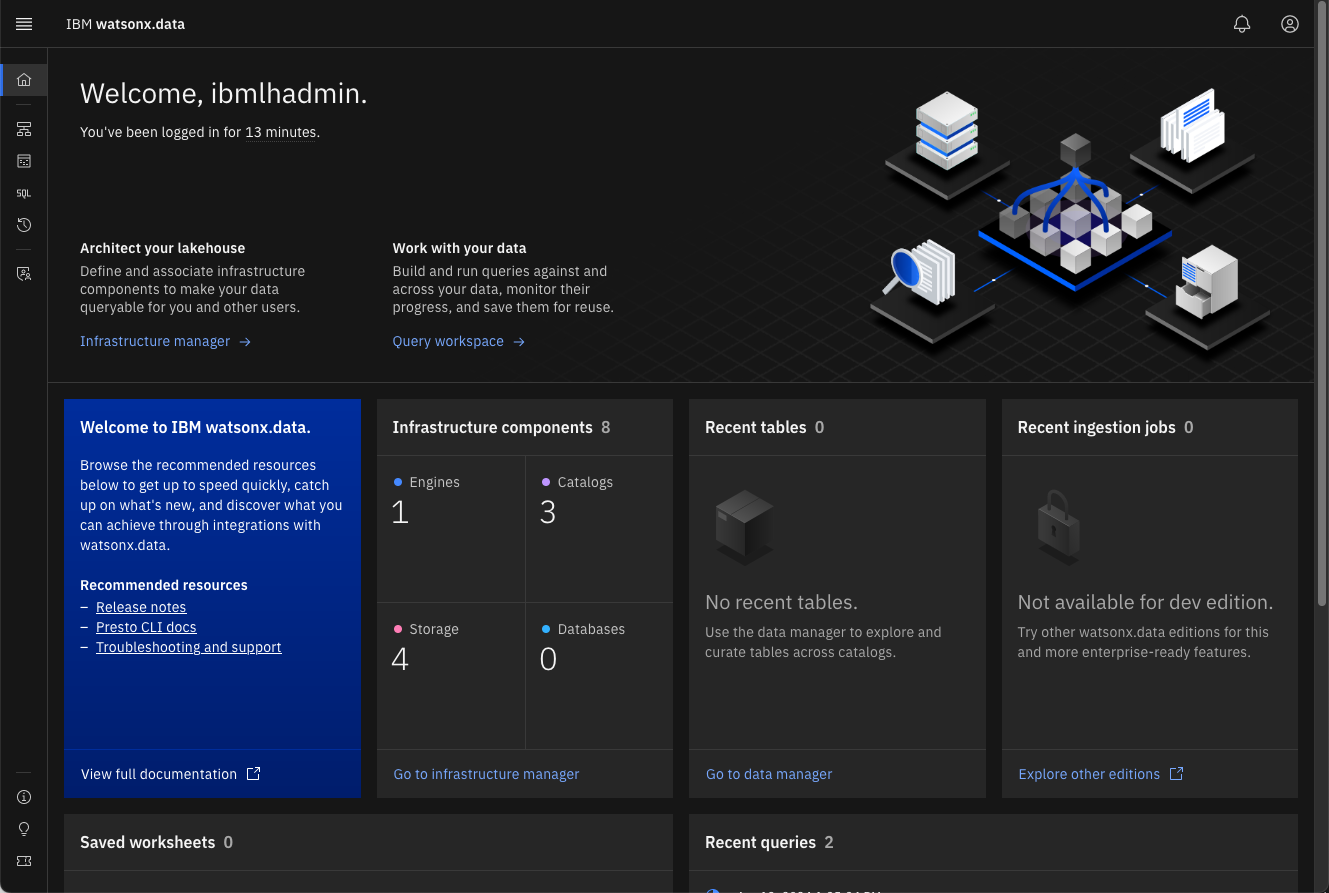 IBM watsonx.data
SQL
Welcome, ibmlhadmin.
You've been logged in for 13 minutes.
Architect your lakehouse
Define and associate infrastructure
components to make your data
queryable for you and other users.
Infrastructure manager
Work with your data
Build and run queries against and
across your data, monitor their
progress, and save them for reuse.
Query workspace
Welcome to IBM watsonx.data.
Browse the recommended resources
below to get up to speed quickly, catch
up on what's new, and discover what you
can achieve through integrations with
watsonx.data.
Recommended resources
– Release notes
– Presto CLI docs
– Troubleshooting and support
View full documentation
Infrastructure components 8
Engines
1
Catalogs
3
Storage
4
Databases
0
Go to infrastructure manager
Recent tables 0
No recent tables.
Use the data manager to explore and
curate tables across catalogs.
Go to data manager
Recent ingestion jobs 0
Not available for dev edition.
Try other watsonx.data editions for this
and more enterprise-ready features.
Explore other editions
Saved worksheets 0
Recent queries 2